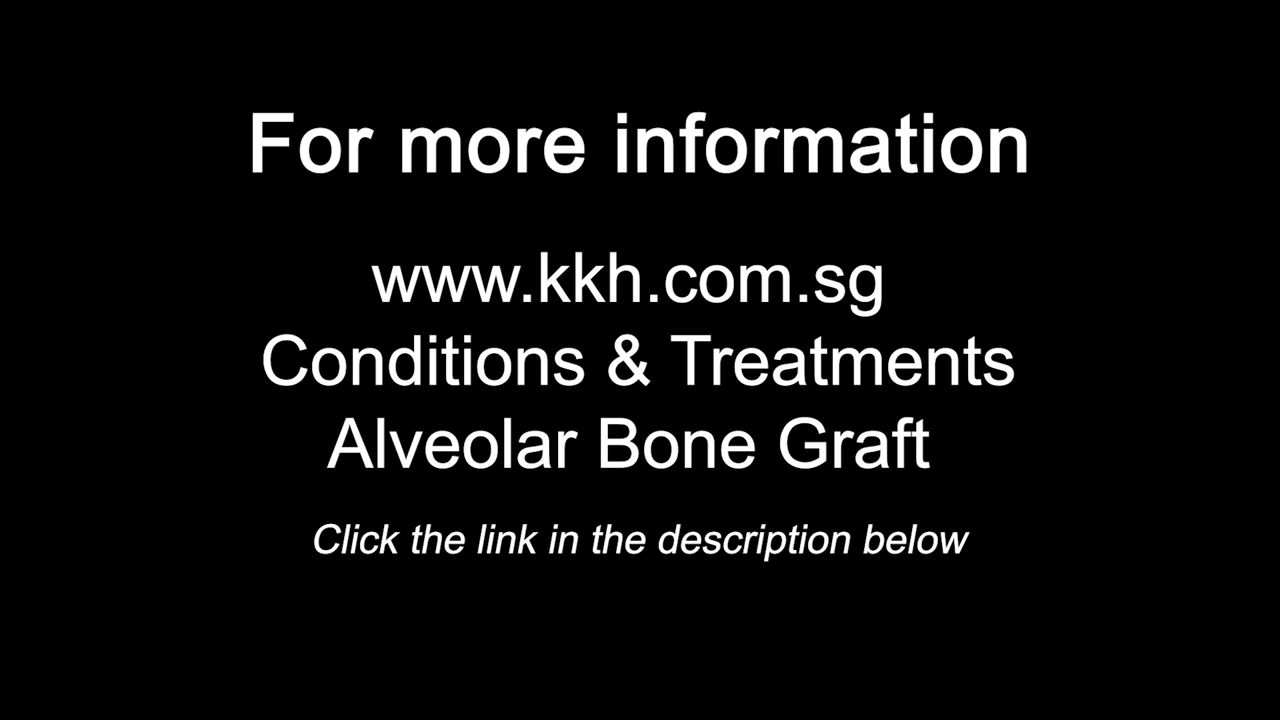 For more information
www.kkh.com.sg
Conditions & Treatments
Alveolar Bone Graft
Click the link in the description below